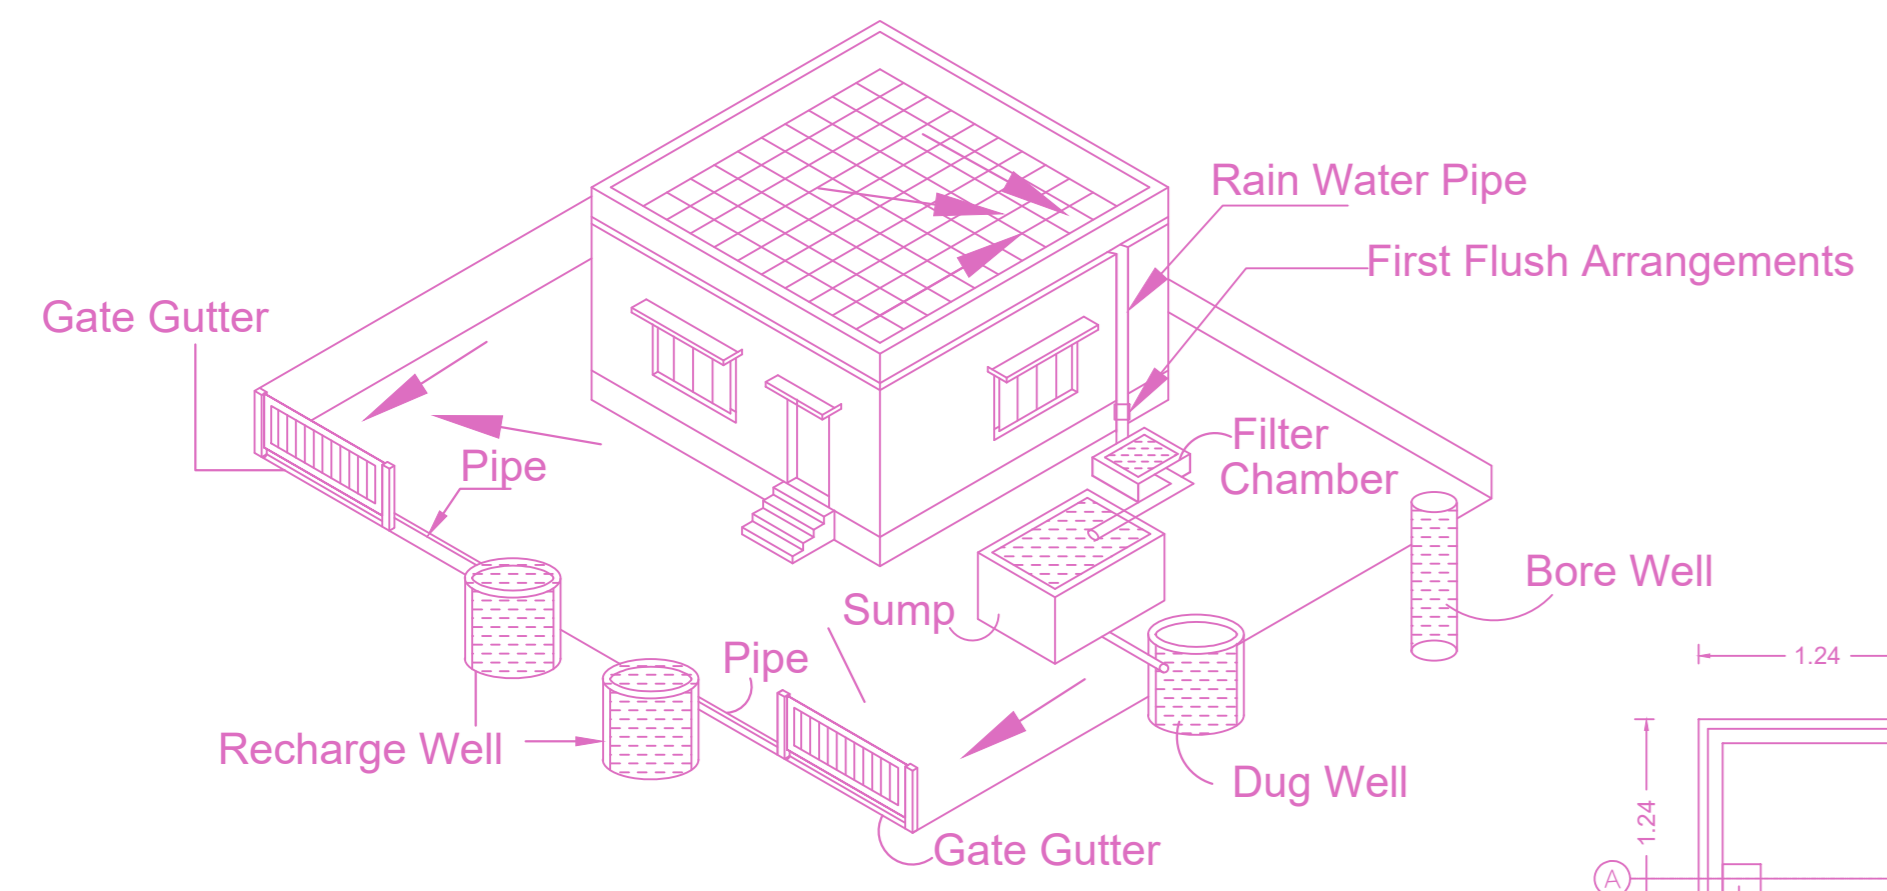 Rain Water Pipe
First Flush Arrangements
Gate Gutter
Pipe
Filter
Chamber
Bore Well
Sump
Pipe
1.24
Recharge Well
Dug Well
1.24
Gate Gutter
A